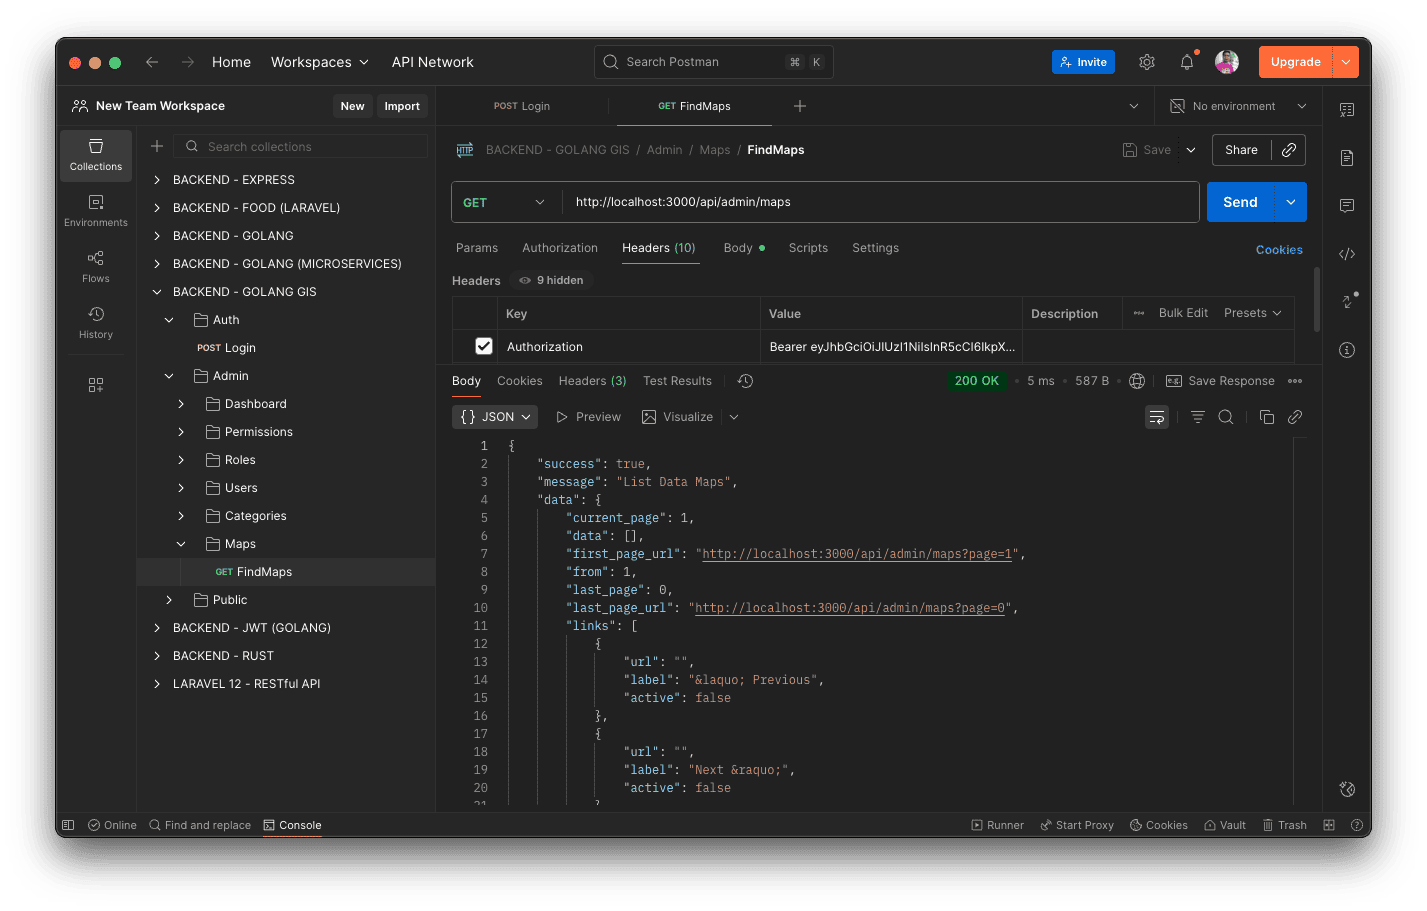 Home Workspaces API Network Search Postman ⌘ K Invite Upgrade
New Team Workspace New Import POST Login GET FindMaps No environment
Collections
Environments
Flows
History
Search collections
BACKEND - EXPRESS
BACKEND - FOOD (LARAVEL)
BACKEND - GOLANG
BACKEND - GOLANG (MICROSERVICES)
BACKEND - GOLANG GIS
Auth
POST Login
Admin
Dashboard
Permissions
Roles
Users
Categories
Maps
GET FindMaps
Public
BACKEND - JWT (GOLANG)
BACKEND - RUST
LARAVEL 12 - RESTful API
HTTP BACKEND - GOLANG GIS / Admin / Maps / FindMaps Save Share
GET http://localhost:3000/api/admin/maps Send
Params Authorization Headers (10) Body Scripts Settings Cookies
Headers 9 hidden
Key Value Description Bulk Edit Presets
Authorization Bearer eyJhbGciOiJIUzI1NiIsInR5cCI6IkpX...
Body Cookies Headers (3) Test Results 200 OK 5 ms 587 B Save Response
{} JSON Preview Visualize
1 {
2 "success": true,
3 "message": "List Data Maps",
4 "data": {
5 "current_page": 1,
6 "data": [],
7 "first_page_url": "http://localhost:3000/api/admin/maps?page=1",
8 "from": 1,
9 "last_page": 0,
10 "last_page_url": "http://localhost:3000/api/admin/maps?page=0",
11 "links": [
12 {
13 "url": "",
14 "label": "&laquo; Previous",
15 "active": false
16 },
17 {
18 "url": "",
19 "label": "Next &raquo;",
20 "active": false
Online Find and replace Console Runner Start Proxy Cookies Vault Trash